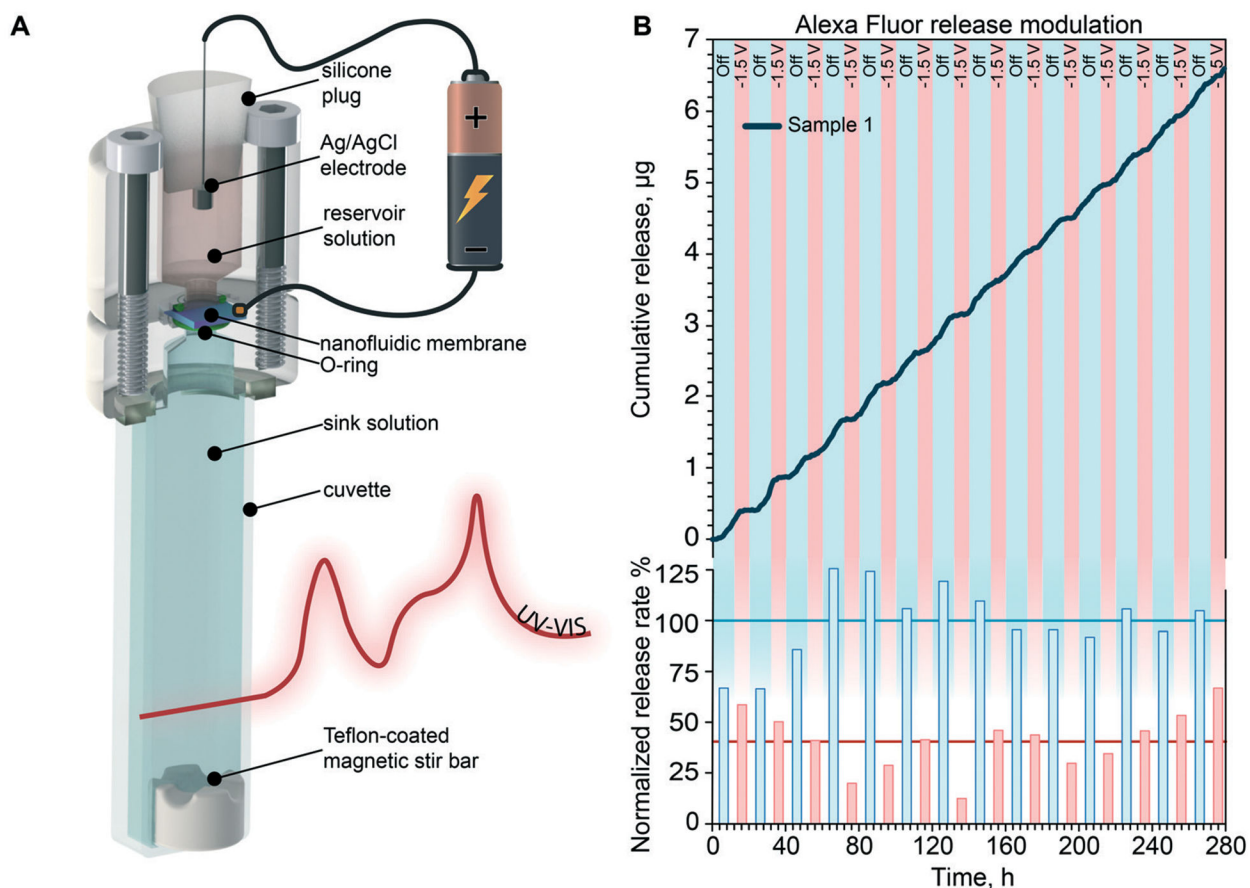 A
silicone
plug
Ag/AgCl
electrode
reservoir
solution
nanofluidic membrane
O-ring
sink solution
cuvette
UV-VIS
Teflon-coated
magnetic stir bar
+
−
B
Alexa Fluor release modulation
Off -1.5 V Off -1.5 V Off -1.5 V Off -1.5 V Off -1.5 V Off -1.5 V Off -1.5 V Off -1.5 V Off -1.5 V Off -1.5 V Off -1.5 V Off -1.5 V Off -1.5 V Off -1.5 V
Sample 1
Cumulative release, µg
7
6
5
4
3
2
1
0
Normalized release rate %
125
100
75
50
25
0
0 40 80 120 160 200 240 280
Time, h